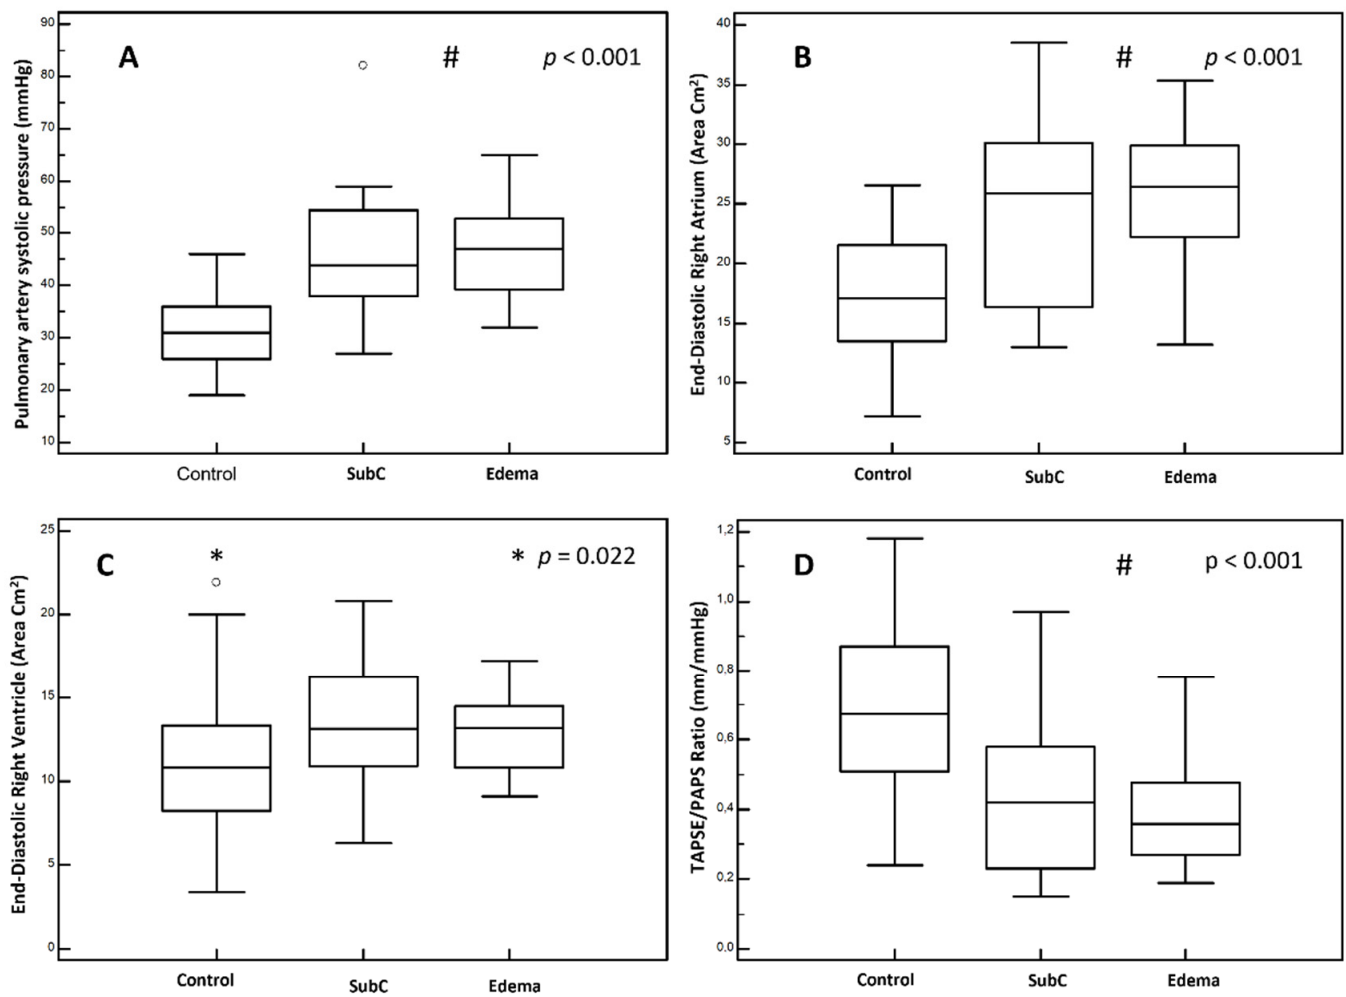 A
#
p < 0.001
Pulmonary artery systolic pressure (mmHg)
90
80
70
60
50
40
30
20
10
Control
SubC
Edema
B
#
p < 0.001
End-Diastolic Right Atrium (Area Cm²)
40
35
30
25
20
15
10
5
Control
SubC
Edema
C
*
* p = 0.022
End-Diastolic Right Ventricle (Area Cm²)
25
20
15
10
5
0
Control
SubC
Edema
D
#
p < 0.001
TAPSE/PAPS Ratio (mm/mmHg)
1,2
1,0
0,8
0,6
0,4
0,2
0,0
Control
SubC
Edema